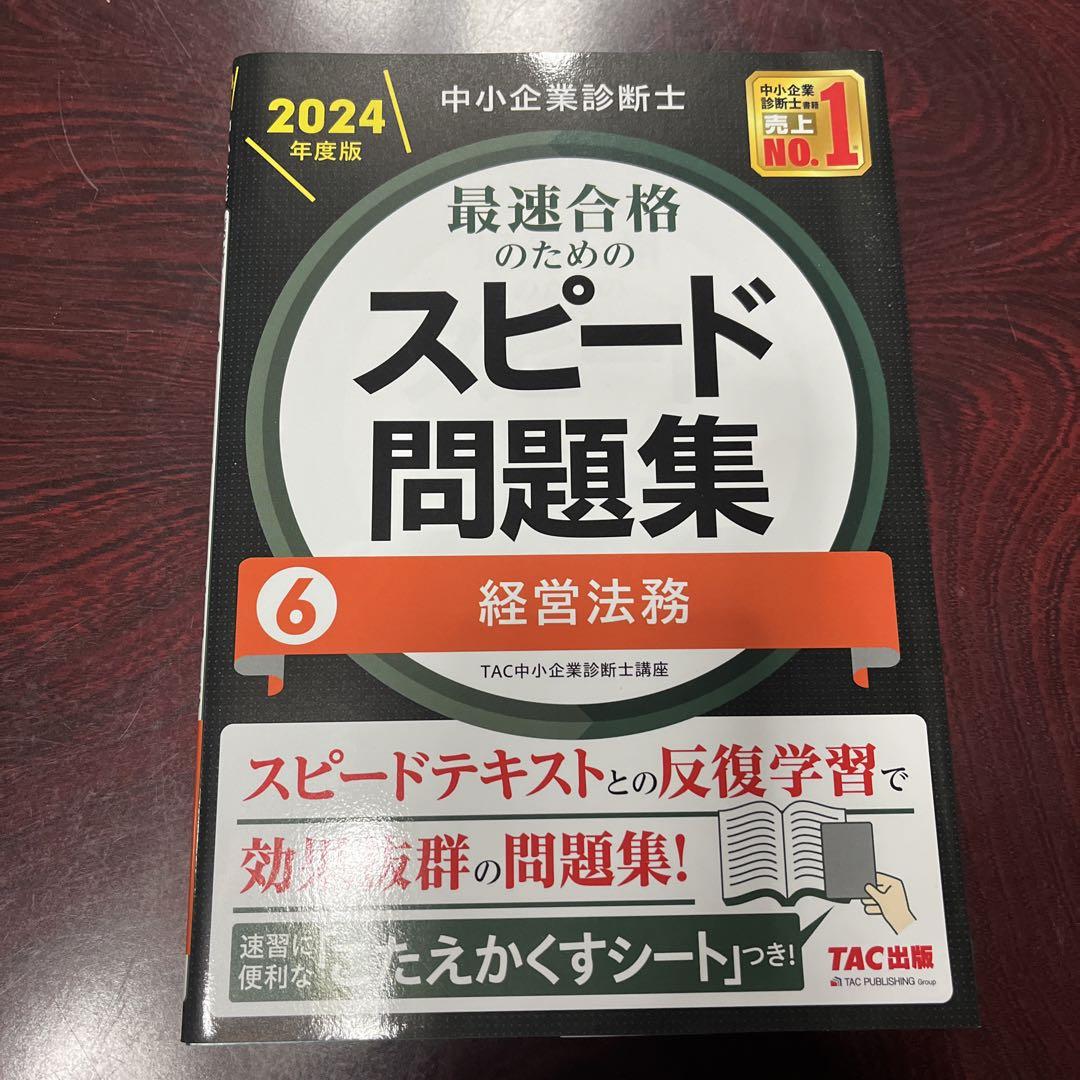 2024
年度版
中小企業診断士
中小企業
診断士書籍
売上
NO.1
最速合格
のための
スピード
問題集
6 経営法務
TAC中小企業診断士講座
スピードテキストとの反復学習で
効果抜群の問題集!
速習に
便利な
「こたえかくすシート」つき!
TAC出版
TAC PUBLISHING Group